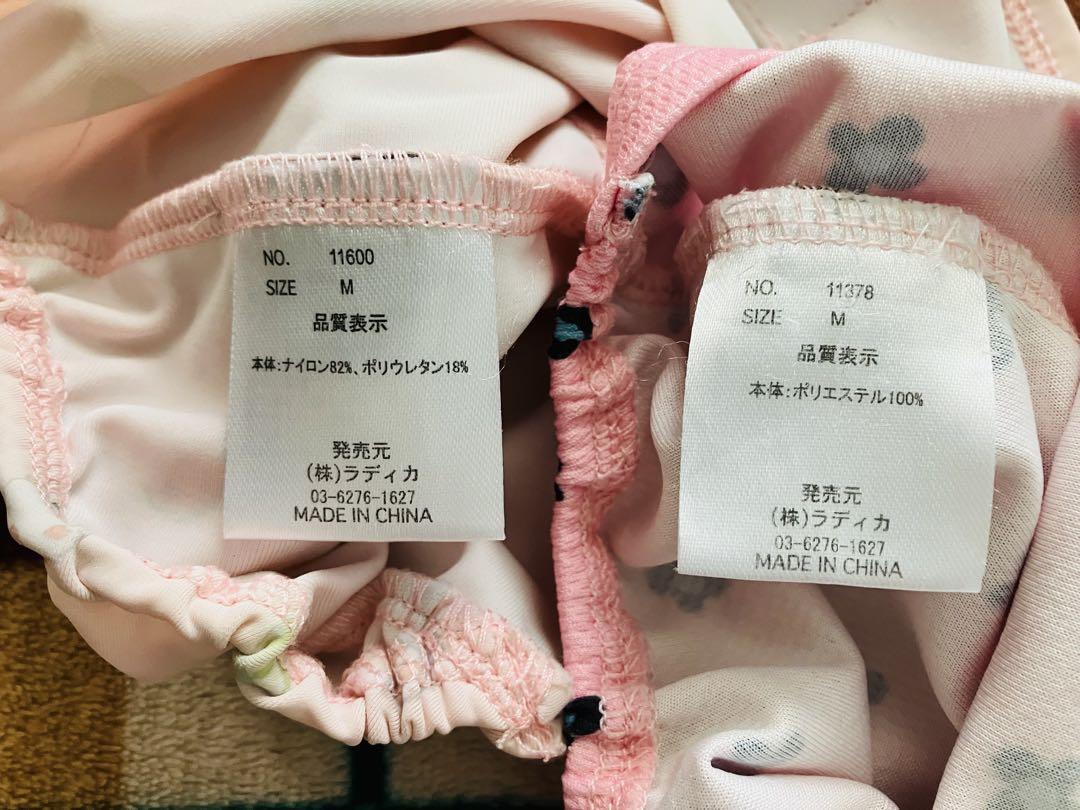 NO. 11600
SIZE M
品質表示
本体:ナイロン82%、ポリウレタン18%
発売元
(株)ラディカ
03-6276-1627
MADE IN CHINA
NO. 11378
SIZE M
品質表示
本体:ポリエステル100%
発売元
(株)ラディカ
03-6276-1627
MADE IN CHINA